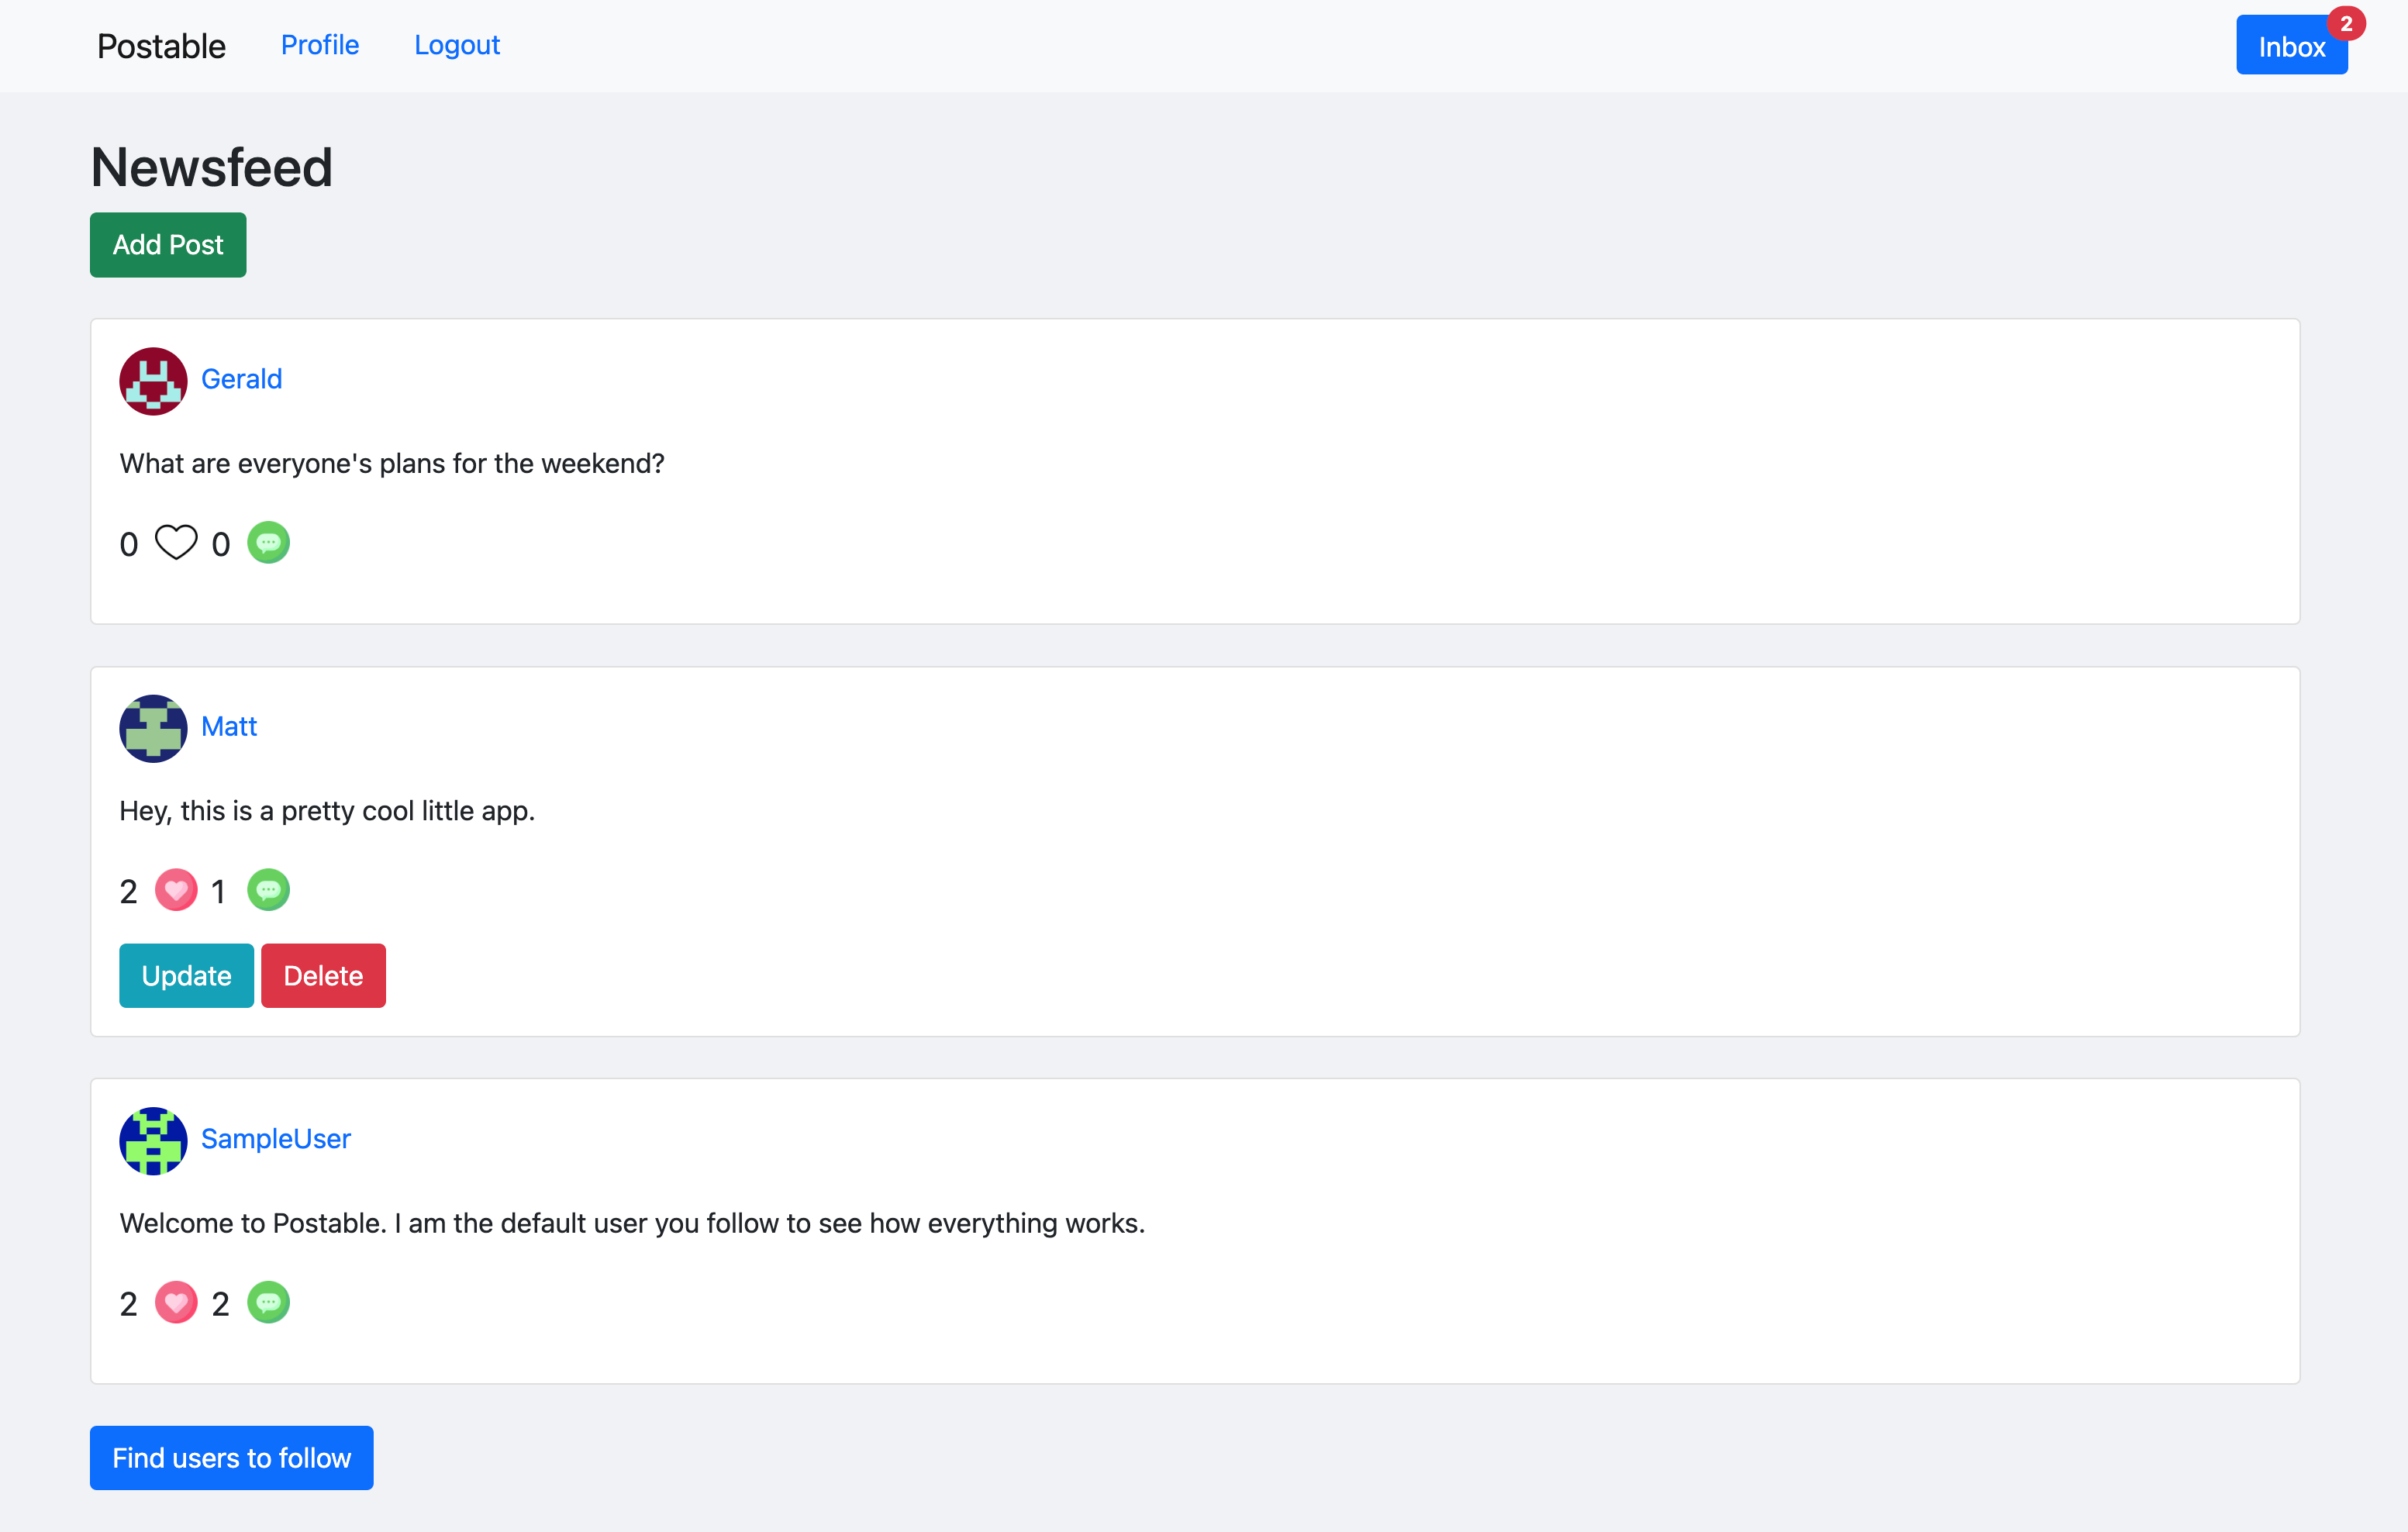 Postable Profile Logout Inbox 2
Newsfeed
Add Post
Gerald
What are everyone's plans for the weekend?
0 0
Matt
Hey, this is a pretty cool little app.
2 1
Update Delete
SampleUser
Welcome to Postable. I am the default user you follow to see how everything works.
2 2
Find users to follow